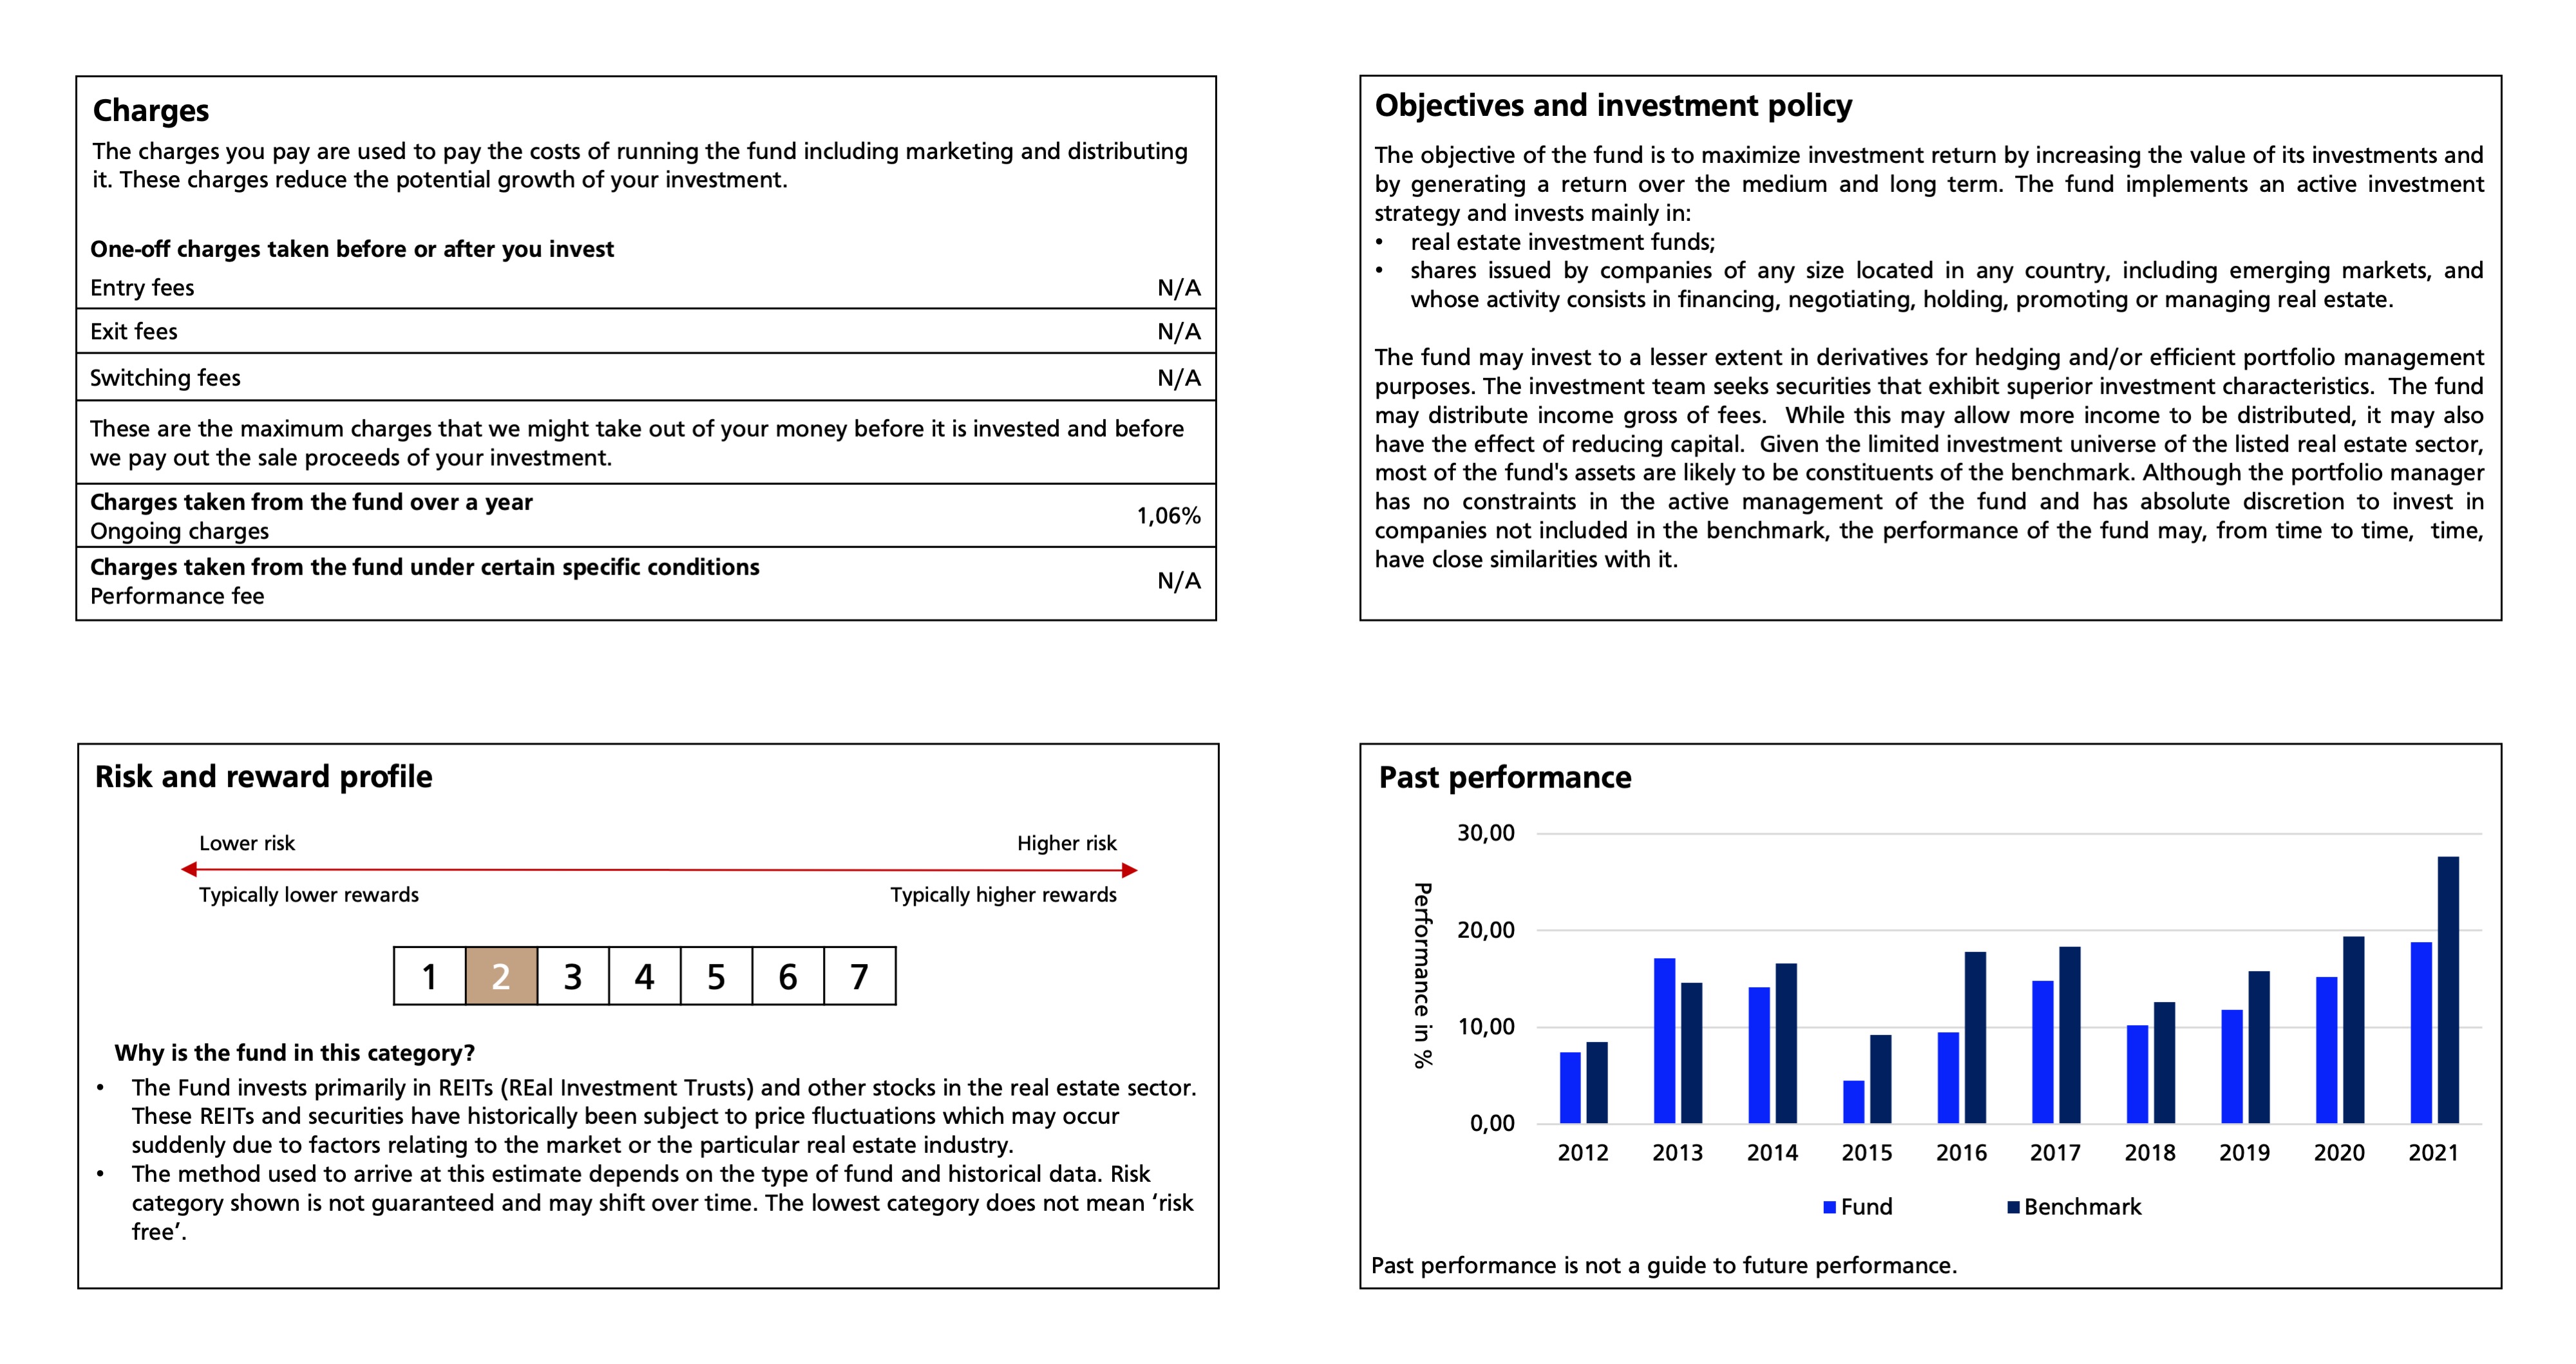 Charges
The charges you pay are used to pay the costs of running the fund including marketing and distributing
it. These charges reduce the potential growth of your investment.
One-off charges taken before or after you invest
Entry fees N/A
Exit fees N/A
Switching fees N/A
These are the maximum charges that we might take out of your money before it is invested and before
we pay out the sale proceeds of your investment.
Charges taken from the fund over a year
Ongoing charges 1,06%
Charges taken from the fund under certain specific conditions
Performance fee N/A
Objectives and investment policy
The objective of the fund is to maximize investment return by increasing the value of its investments and
by generating a return over the medium and long term. The fund implements an active investment
strategy and invests mainly in:
• real estate investment funds;
• shares issued by companies of any size located in any country, including emerging markets, and
whose activity consists in financing, negotiating, holding, promoting or managing real estate.
The fund may invest to a lesser extent in derivatives for hedging and/or efficient portfolio management
purposes. The investment team seeks securities that exhibit superior investment characteristics. The fund
may distribute income gross of fees. While this may allow more income to be distributed, it may also
have the effect of reducing capital. Given the limited investment universe of the listed real estate sector,
most of the fund's assets are likely to be constituents of the benchmark. Although the portfolio manager
has no constraints in the active management of the fund and has absolute discretion to invest in
companies not included in the benchmark, the performance of the fund may, from time to time, time,
have close similarities with it.
Risk and reward profile
Lower risk Higher risk
Typically lower rewards Typically higher rewards
1 2 3 4 5 6 7
Why is the fund in this category?
• The Fund invests primarily in REITs (REal Investment Trusts) and other stocks in the real estate sector.
These REITs and securities have historically been subject to price fluctuations which may occur
suddenly due to factors relating to the market or the particular real estate industry.
• The method used to arrive at this estimate depends on the type of fund and historical data. Risk
category shown is not guaranteed and may shift over time. The lowest category does not mean ‘risk
free’.
Past performance
Performance in %
30,00
20,00
10,00
0,00
2012 2013 2014 2015 2016 2017 2018 2019 2020 2021
Fund Benchmark
Past performance is not a guide to future performance.